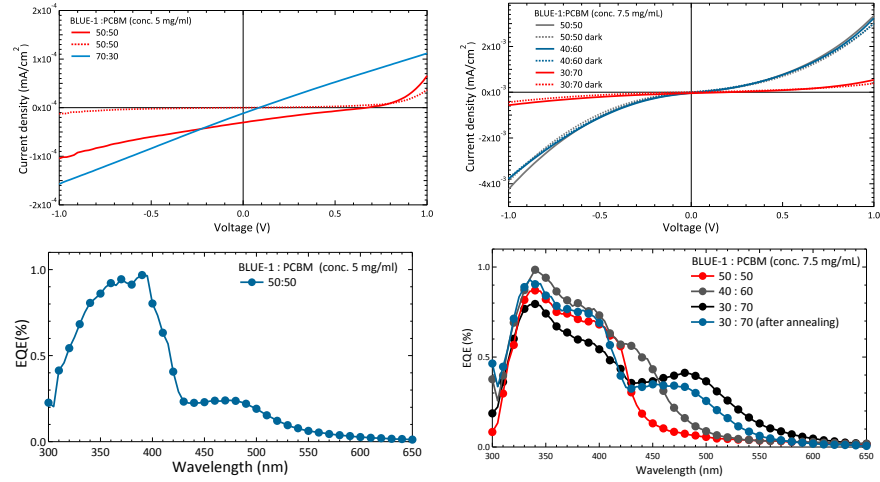 BLUE-1 :PCBM (conc. 5 mg/ml)
50:50
50:50
70:30
2x10⁻⁴
1x10⁻⁴
0x10⁻⁴
-1x10⁻⁴
-2x10⁻⁴
Current density (mA/cm²)
-1.0 -0.5 0.0 0.5 1.0
Voltage (V)
BLUE-1:PCBM (conc. 7.5 mg/mL)
50:50
50:50 dark
40:60
40:60 dark
30:70
30:70 dark
2x10⁻³
0x10⁻³
-2x10⁻³
-4x10⁻³
Current density (mA/cm²)
-1.0 -0.5 0.0 0.5 1.0
Voltage (V)
BLUE-1 : PCBM (conc. 5 mg/ml)
50:50
1.0
0.5
0.0
EQE(%)
300 350 400 450 500 550 600 650
Wavelength (nm)
BLUE-1 : PCBM (conc. 7.5 mg/mL)
50 : 50
40 : 60
30 : 70
30 : 70 (after annealing)
1.0
0.5
0.0
EQE(%)
300 350 400 450 500 550 600 650
Wavelength (nm)